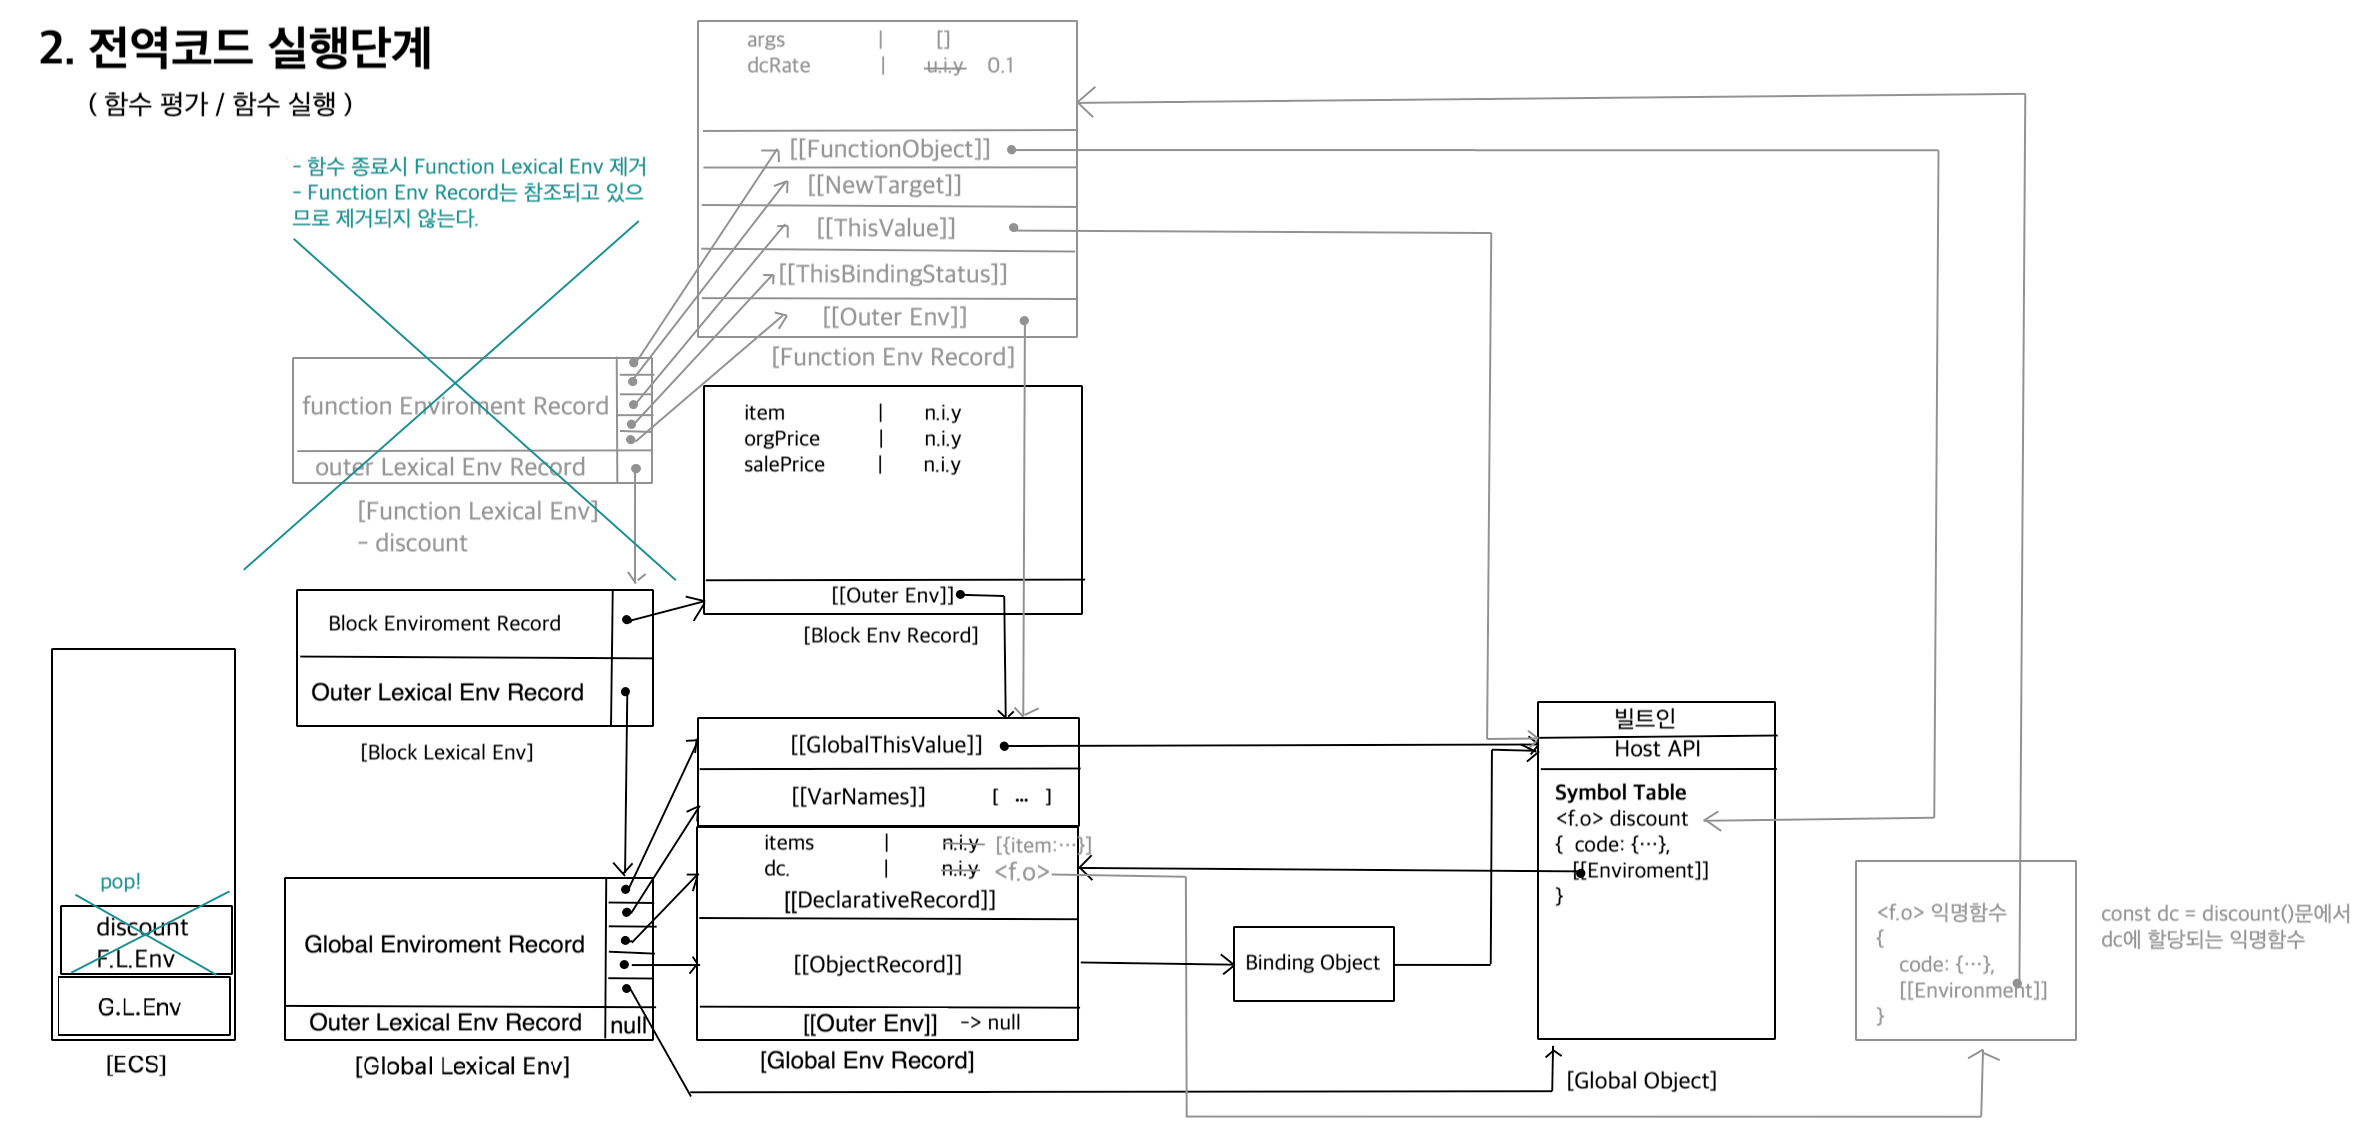 2. 전역코드 실행단계
( 함수 평가 / 함수 실행 )
- 함수 종료시 Function Lexical Env 제거
- Function Env Record는 참조되고 있으
므로 제거되지 않는다.
args | []
dcRate | u.i.y 0.1
[[FunctionObject]]
[[NewTarget]]
[[ThisValue]]
[[ThisBindingStatus]]
[[Outer Env]]
[Function Env Record]
function Enviroment Record
outer Lexical Env Record
[Function Lexical Env]
- discount
item | n.i.y
orgPrice | n.i.y
salePrice | n.i.y
[[Outer Env]]
[Block Env Record]
Block Enviroment Record
Outer Lexical Env Record
[Block Lexical Env]
pop!
discount
F.L.Env
G.L.Env
[ECS]
Global Enviroment Record
Outer Lexical Env Record null
[Global Lexical Env]
[[GlobalThisValue]]
[[VarNames]] [ ... ]
items | n.i.y [{item:⋯}]
dc. | n.i.y <f.o>
[[DeclarativeRecord]]
[[ObjectRecord]]
[[Outer Env]] -> null
[Global Env Record]
Binding Object
빌트인
Host API
Symbol Table
<f.o> discount
{ code: {⋯},
[[Enviroment]]
}
[Global Object]
<f.o> 익명함수
{
code: {⋯},
[[Environment]]
}
const dc = discount()문에서
dc에 할당되는 익명함수